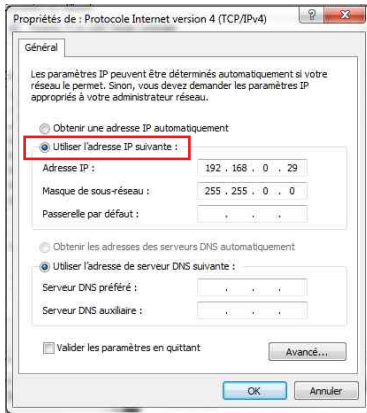 Propriétés de : Protocole Internet version 4 (TCP/IPv4)
Général
Les paramètres IP peuvent être déterminés automatiquement si votre
réseau le permet. Sinon, vous devez demander les paramètres IP
appropriés à votre administrateur réseau.
Obtenir une adresse IP automatiquement
Utiliser l'adresse IP suivante :
Adresse IP : 192 . 168 . 0 . 29
Masque de sous-réseau : 255 . 255 . 0 . 0
Passerelle par défaut : . . .
Obtenir les adresses des serveurs DNS automatiquement
Utiliser l'adresse de serveur DNS suivante :
Serveur DNS préféré : . . .
Serveur DNS auxiliaire : . . .
Valider les paramètres en quittant
Avancé...
OK Annuler